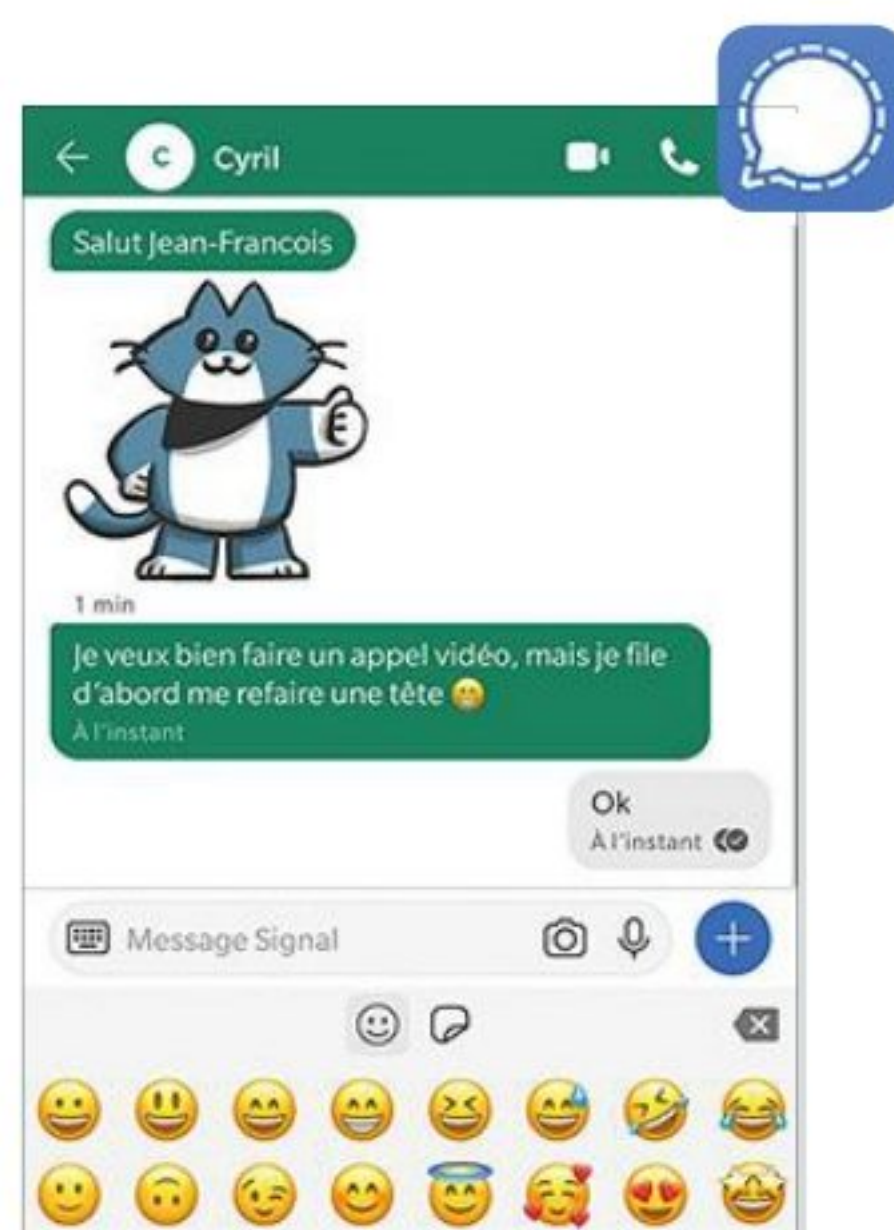 C Cyril
Salut Jean-Francois
1 min
Je veux bien faire un appel vidéo, mais je file
d'abord me refaire une tête 😁
À l'instant
Ok
À l'instant
Message Signal